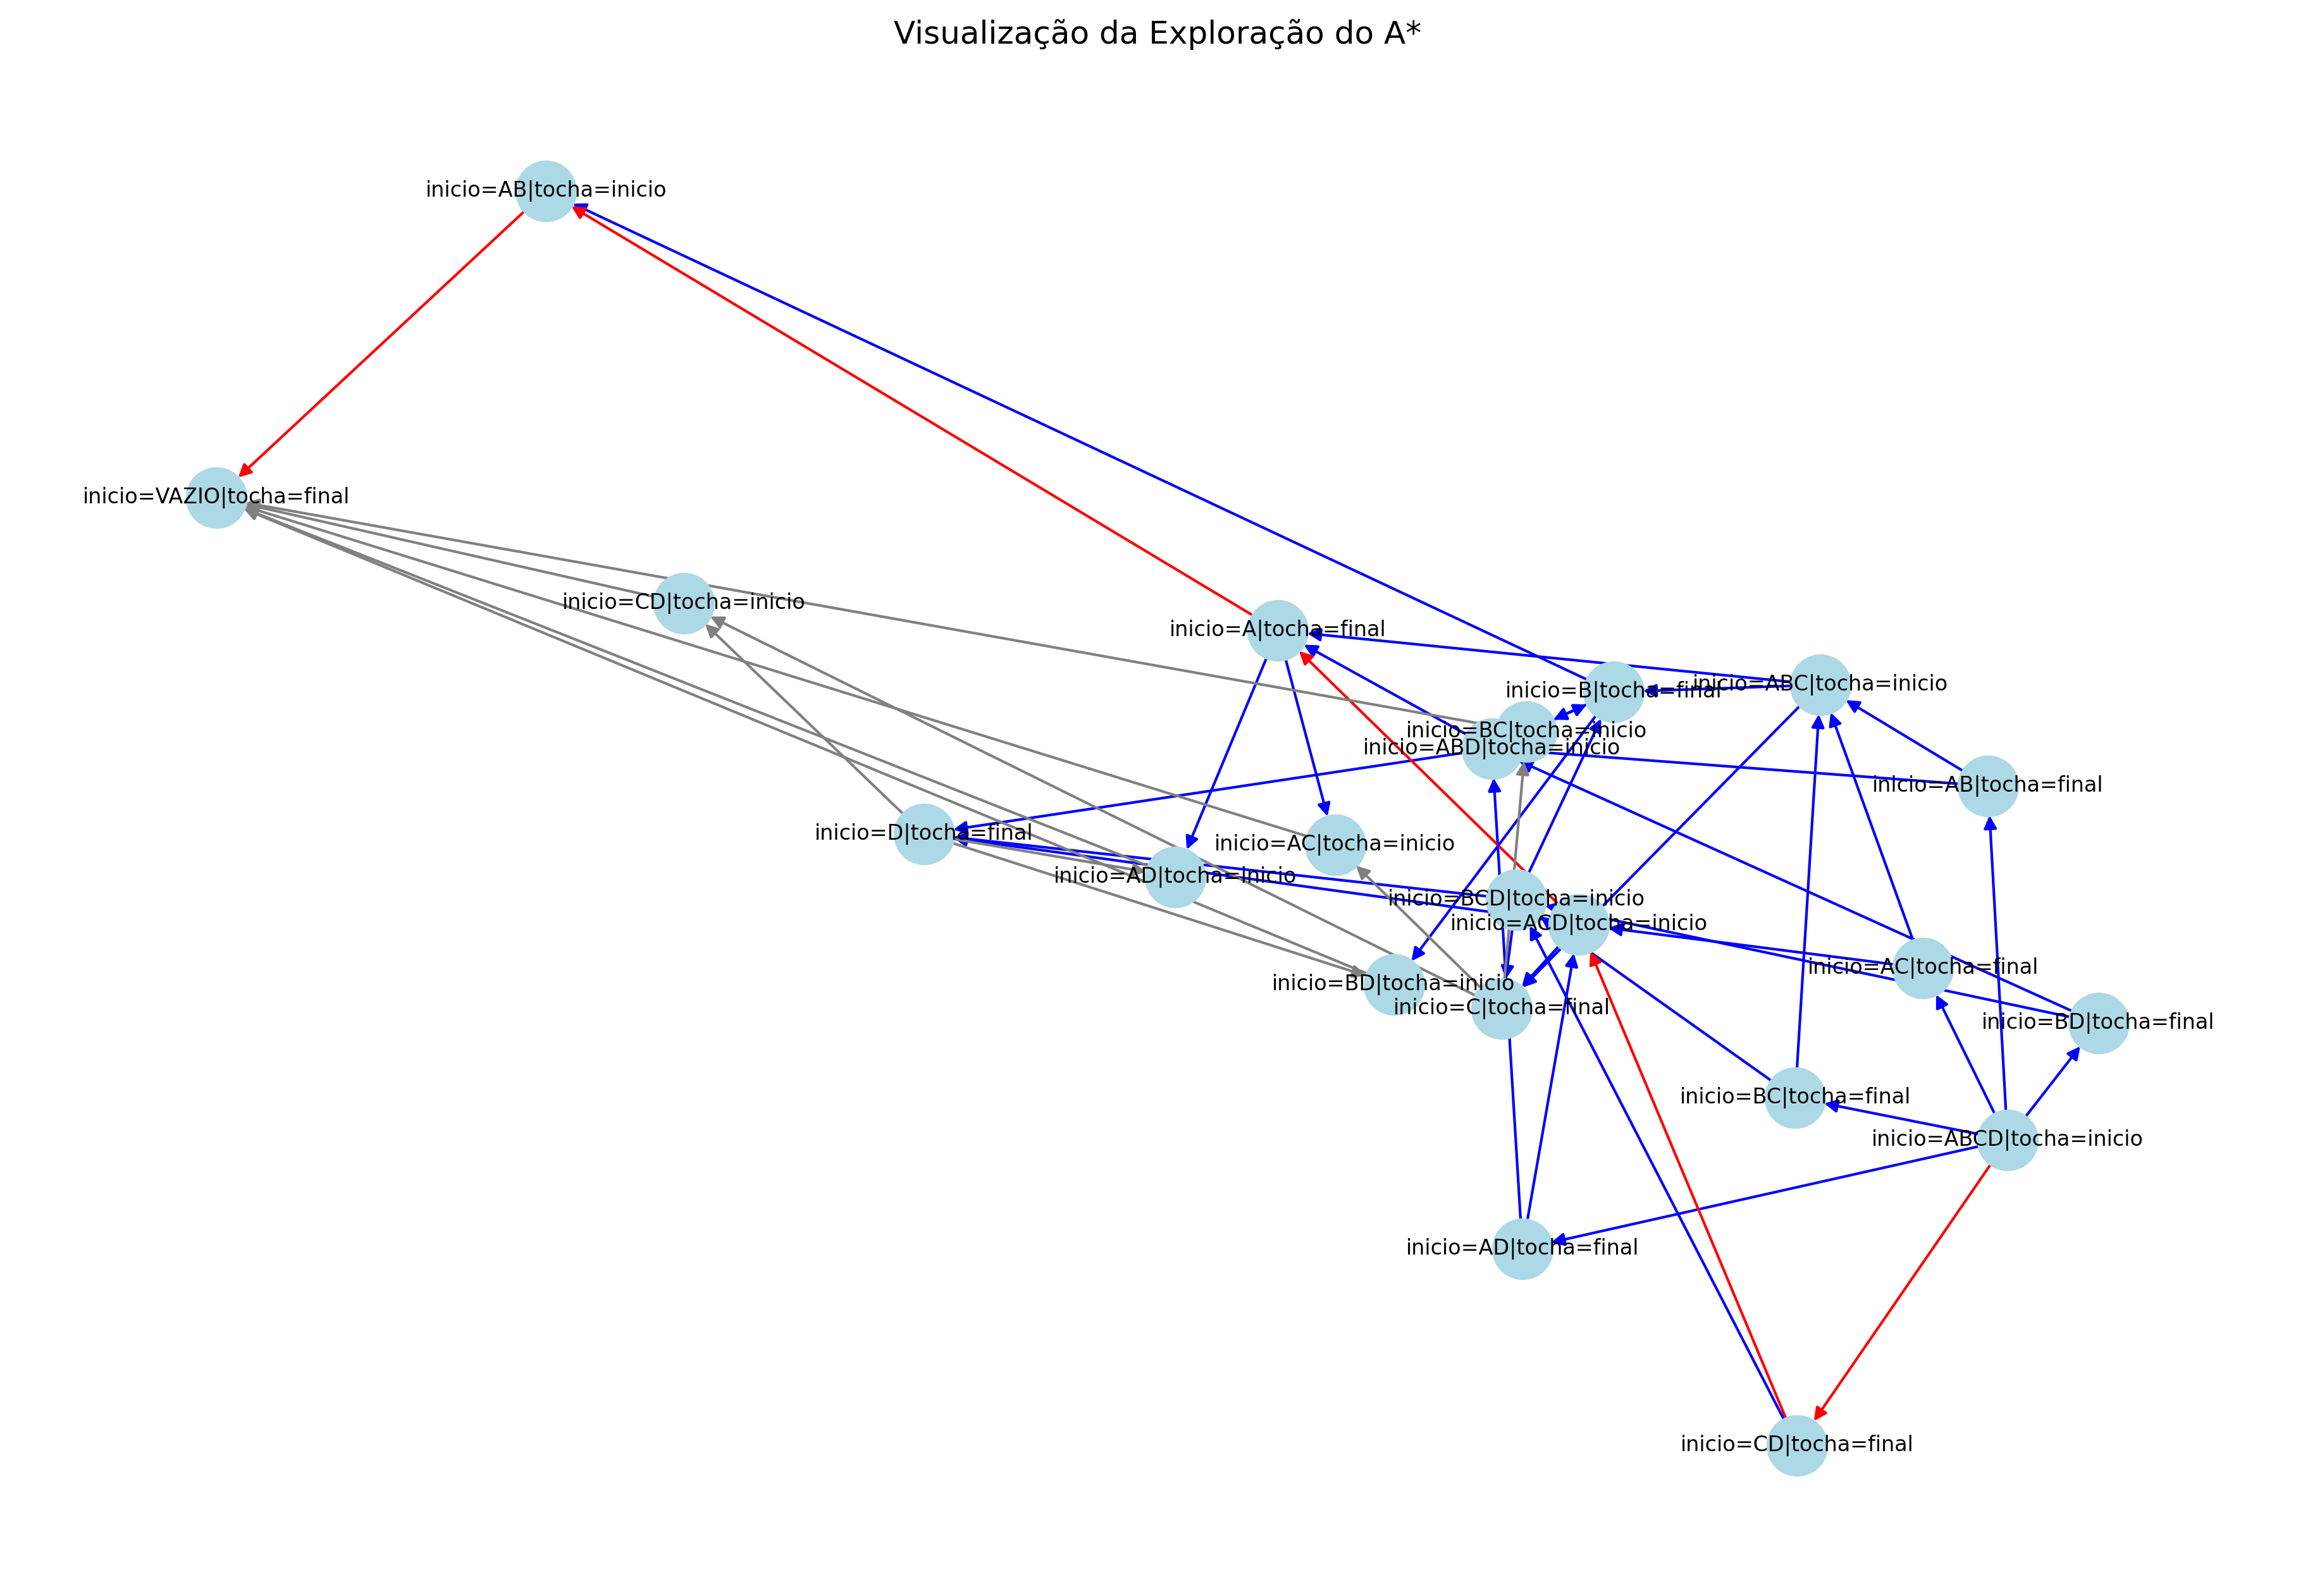 Visualização da Exploração do A*
inicio=AB|tocha=inicio
inicio=VAZIO|tocha=final
inicio=CD|tocha=inicio
inicio=A|tocha=final
inicio=ABC|tocha=inicio
inicio=B|tocha=final
inicio=BC|tocha=inicio
inicio=ABD|tocha=inicio
inicio=AB|tocha=final
inicio=D|tocha=final
inicio=AC|tocha=inicio
inicio=AD|tocha=inicio
inicio=BCD|tocha=inicio
inicio=ACD|tocha=inicio
inicio=AC|tocha=final
inicio=BD|tocha=inicio
inicio=C|tocha=final
inicio=BD|tocha=final
inicio=BC|tocha=final
inicio=ABCD|tocha=inicio
inicio=AD|tocha=final
inicio=CD|tocha=final